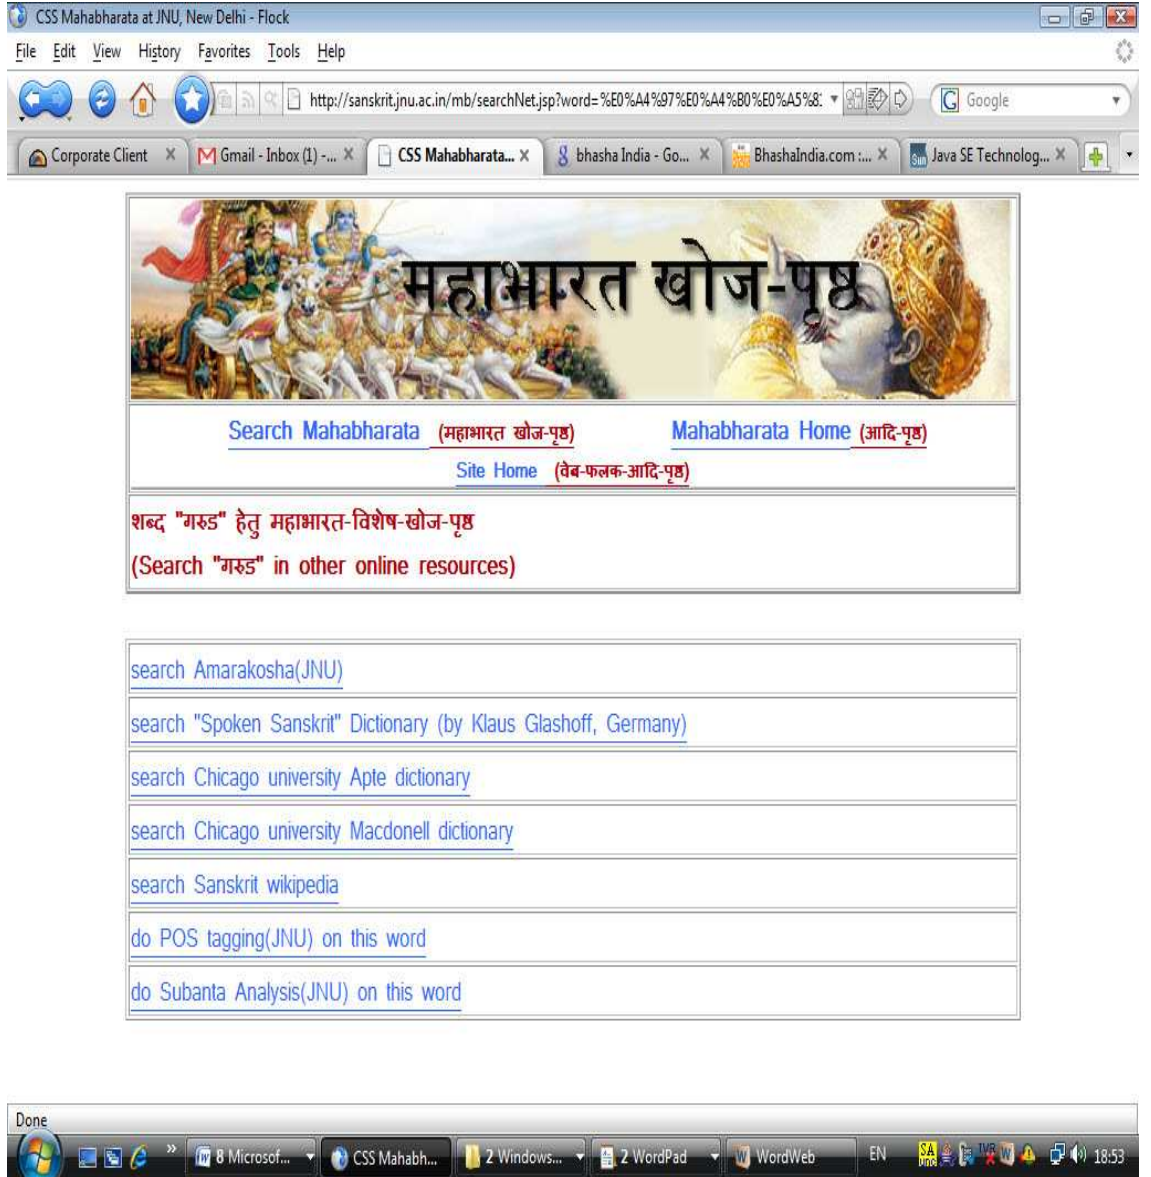 CSS Mahabharata at JNU, New Delhi - Flock
File Edit View History Favorites Tools Help
http://sanskrit.jnu.ac.in/mb/searchNet.jsp?word=%E0%A4%97%E0%A4%B0%E0%A5%8: Google
Corporate Client Gmail - Inbox (1) -... CSS Mahabharata... bhasha India - Go... BhashaIndia.com :... Java SE Technolog...
महाभारत खोज-पृष्ठ
Search Mahabharata (महाभारत खोज-पृष्ठ) Mahabharata Home (आदि-पृष्ठ)
Site Home (वेब-फलक-आदि-पृष्ठ)
शब्द "गरुड" हेतु महाभारत-विशेष-खोज-पृष्ठ
(Search "गरुड" in other online resources)
search Amarakosha(JNU)
search "Spoken Sanskrit" Dictionary (by Klaus Glashoff, Germany)
search Chicago university Apte dictionary
search Chicago university Macdonell dictionary
search Sanskrit wikipedia
do POS tagging(JNU) on this word
do Subanta Analysis(JNU) on this word
Done
8 Microsof... CSS Mahabh... 2 Windows... 2 WordPad WordWeb EN 18:53